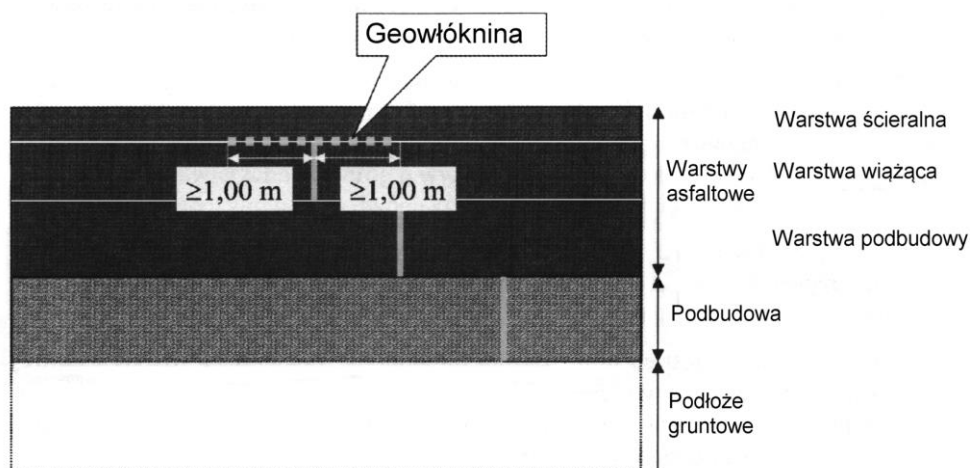 Geowłóknina
≥1,00 m
≥1,00 m
Warstwy
asfaltowe
Warstwa ścieralna
Warstwa wiążąca
Warstwa podbudowy
Podbudowa
Podłoże
gruntowe